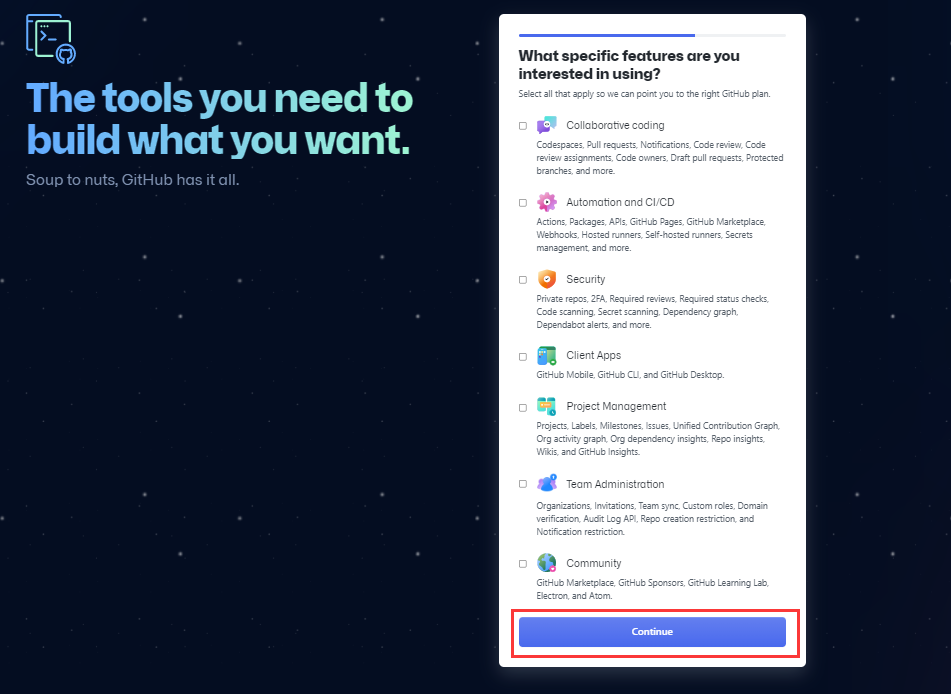 The tools you need to
build what you want.
Soup to nuts, GitHub has it all.
What specific features are you
interested in using?
Select all that apply so we can point you to the right GitHub plan.
Collaborative coding
Codespaces, Pull requests, Notifications, Code review, Code
review assignments, Code owners, Draft pull requests, Protected
branches, and more.
Automation and CI/CD
Actions, Packages, APIs, GitHub Pages, GitHub Marketplace,
Webhooks, Hosted runners, Self-hosted runners, Secrets
management, and more.
Security
Private repos, 2FA, Required reviews, Required status checks,
Code scanning, Secret scanning, Dependency graph,
Dependabot alerts, and more.
Client Apps
GitHub Mobile, GitHub CLI, and GitHub Desktop.
Project Management
Projects, Labels, Milestones, Issues, Unified Contribution Graph,
Org activity graph, Org dependency insights, Repo insights,
Wikis, and GitHub Insights.
Team Administration
Organizations, Invitations, Team sync, Custom roles, Domain
verification, Audit Log API, Repo creation restriction, and
Notification restriction.
Community
GitHub Marketplace, GitHub Sponsors, GitHub Learning Lab,
Electron, and Atom.
Continue